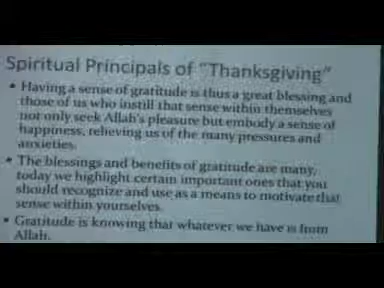 Spiritual Principals of "Thanksgiving"
• Having a sense of gratitude is thus a great blessing and
those of us who instill that sense within themselves
not only seek Allah's pleasure but embody a sense of
happiness, relieving us of the many pressures and
anxieties.
• The blessings and benefits of gratitude are many,
today we highlight certain important ones that you
should recognize and use as a means to motivate that
sense within yourselves.
• Gratitude is knowing that whatever we have is from
Allah.